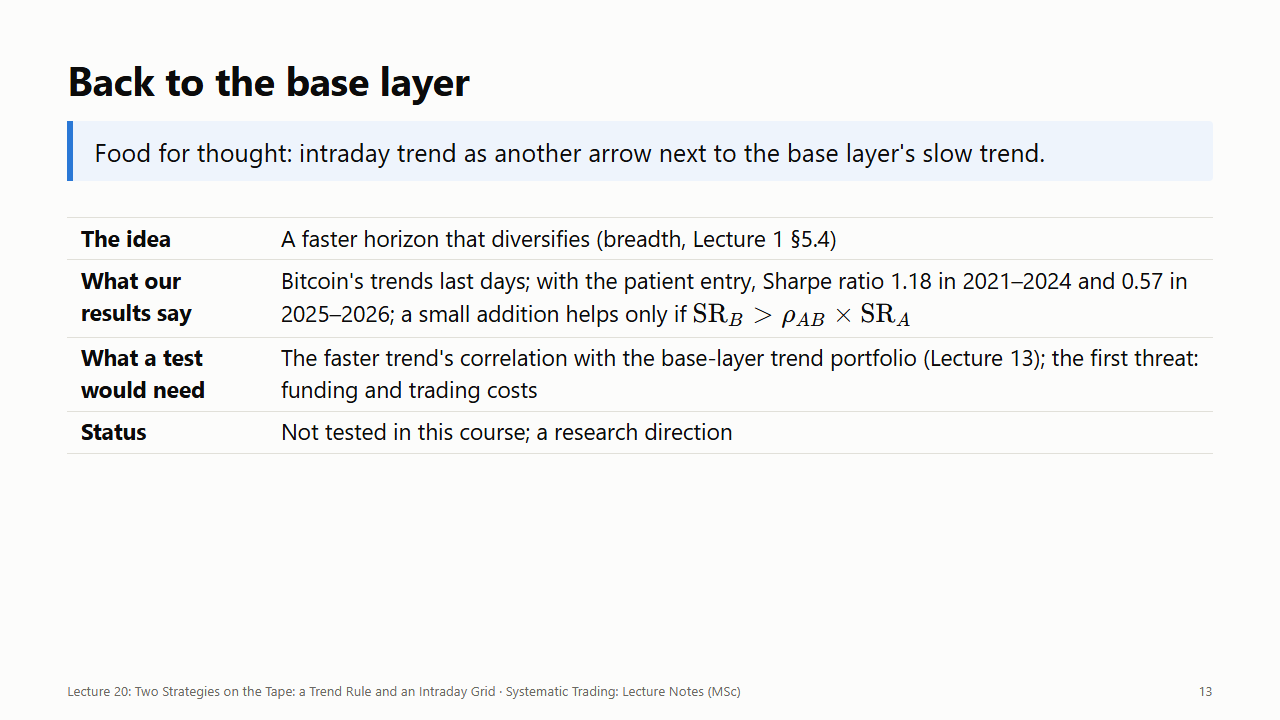 Back to the base layer
Food for thought: intraday trend as another arrow next to the base layer's slow trend.
The idea
A faster horizon that diversifies (breadth, Lecture 1 §5.4)
What our
results say
Bitcoin's trends last days; with the patient entry, Sharpe ratio 1.18 in 2021–2024 and 0.57 in
2025–2026; a small addition helps only if SR_B > ρ_AB × SR_A
What a test
would need
The faster trend's correlation with the base-layer trend portfolio (Lecture 13); the first threat:
funding and trading costs
Status
Not tested in this course; a research direction
Lecture 20: Two Strategies on the Tape: a Trend Rule and an Intraday Grid · Systematic Trading: Lecture Notes (MSc)
13